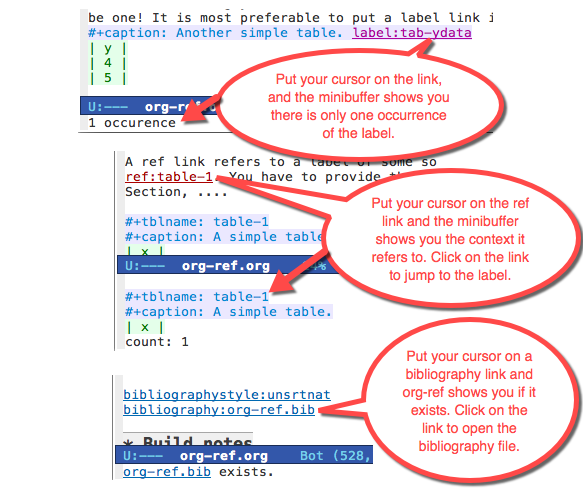 be one! It is most preferable to put a label link i
#+caption: Another simple table. label:tab-ydata
| y |
| 4 |
| 5 |
U:--- org-ref.o
1 occurence
Put your cursor on the link,
and the minibuffer shows you
there is only one occurrence
of the label.
A ref link refers to a label of some so
ref:table-1. You have to provide th
Section, ....
#+tblname: table-1
#+caption: A simple table
| x |
U:--- org-ref.org
#+tblname: table-1
#+caption: A simple table.
| x |
count: 1
Put your cursor on the ref
link and the minibuffer
shows you the context it
refers to. Click on the link
to jump to the label.
bibliographystyle:unsrtnat
bibliography:org-ref.bib
* Build notes
U:--- org-ref.org Bot (528,
org-ref.bib exists.
Put your cursor on a
bibliography link and
org-ref shows you if it
exists. Click on the
link to open the
bibliography file.